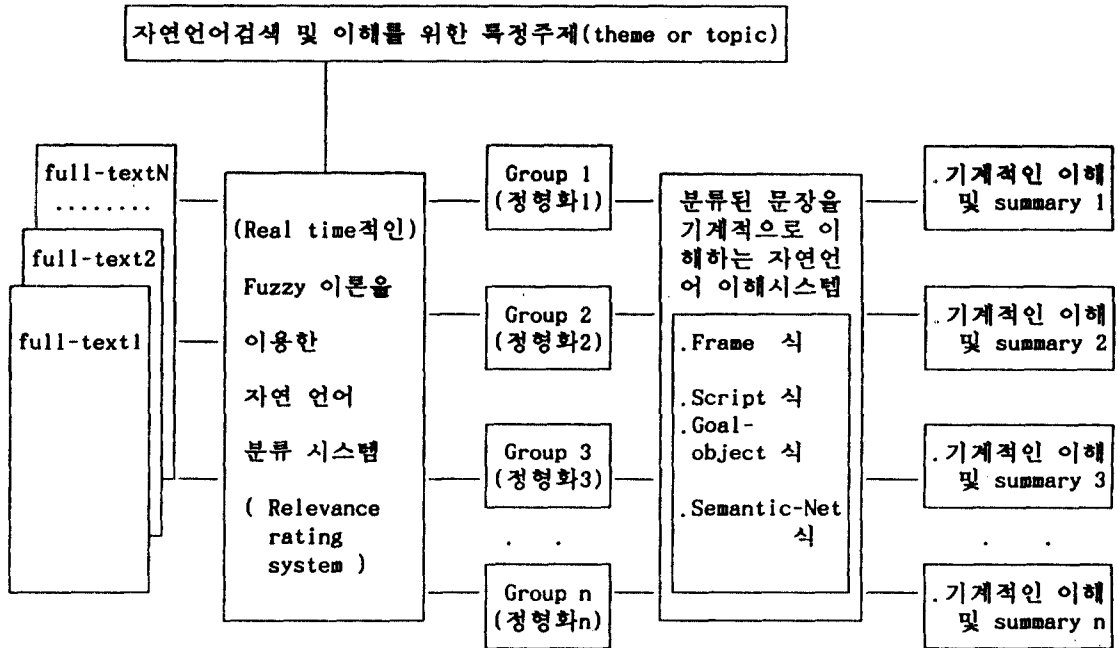 자연언어검색 및 이해를 위한 특정주제(theme or topic)
full-textN
........
full-text2
full-text1
(Real time적인)
Fuzzy 이론을
이용한
자연 언어
분류 시스템
( Relevance
rating
system )
Group 1
(정형화1)
Group 2
(정형화2)
Group 3
(정형화3)
. .
Group n
(정형화n)
분류된 문장을
기계적으로 이
해하는 자연언
어 이해시스템
.Frame 식
.Script 식
.Goal-
object 식
.Semantic-Net
식
.기계적인 이해
및 summary 1
.기계적인 이해
및 summary 2
.기계적인 이해
및 summary 3
. .
.기계적인 이해
및 summary n